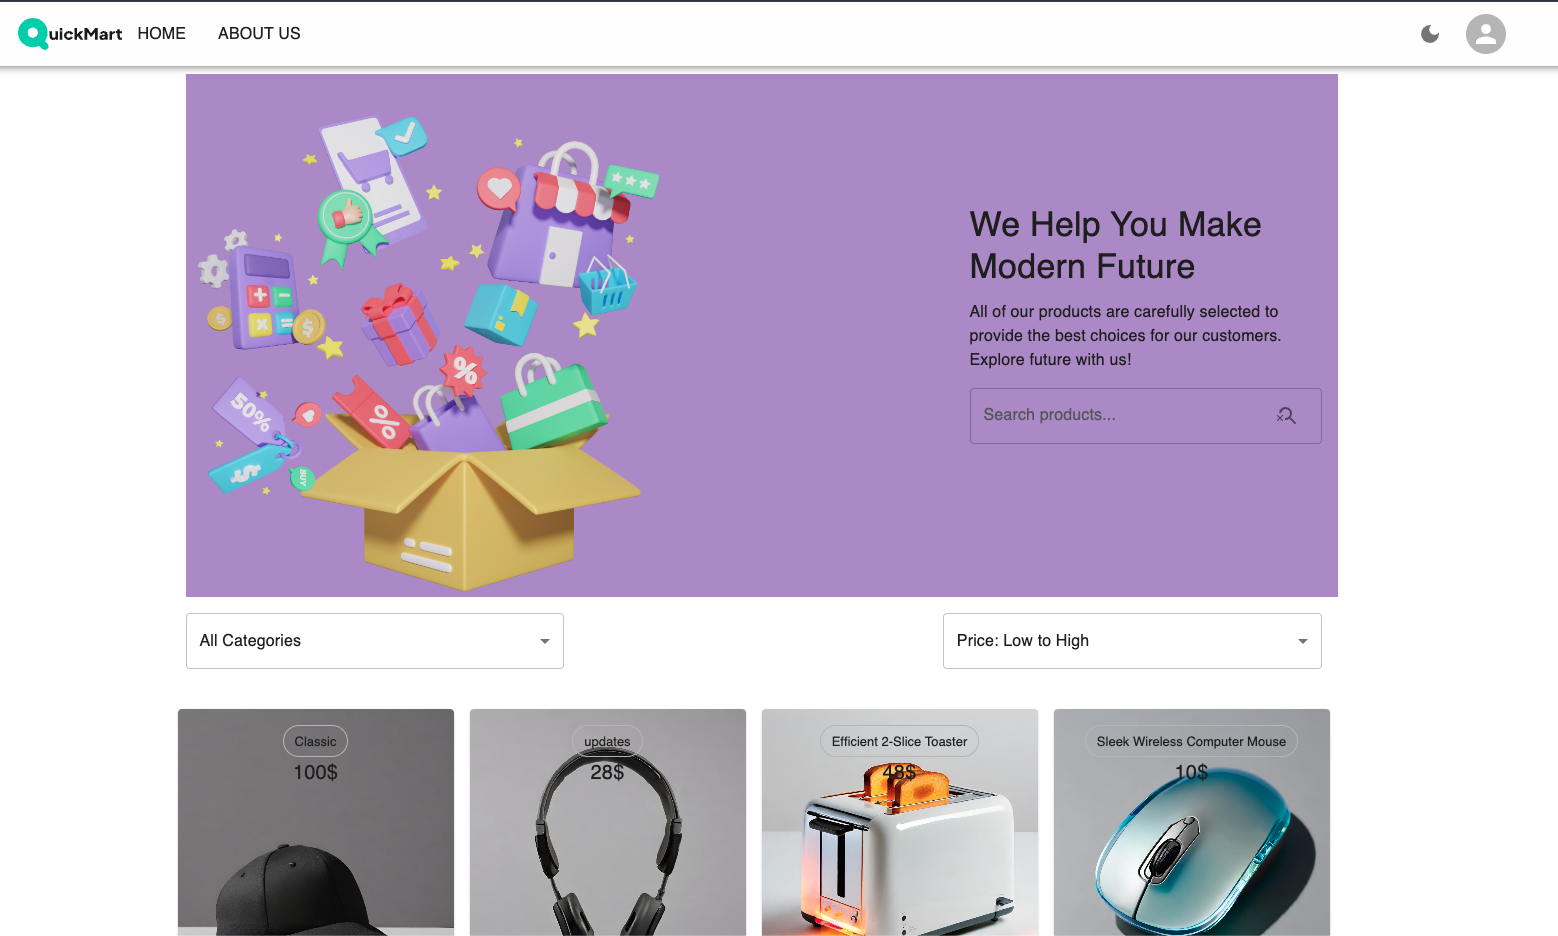 QuickMart HOME ABOUT US
We Help You Make
Modern Future
All of our products are carefully selected to
provide the best choices for our customers.
Explore future with us!
Search products...
50%
%
%
$
$
$
BUY
All Categories
Price: Low to High
Classic
100$
updates
28$
Efficient 2-Slice Toaster
48$
Sleek Wireless Computer Mouse
10$